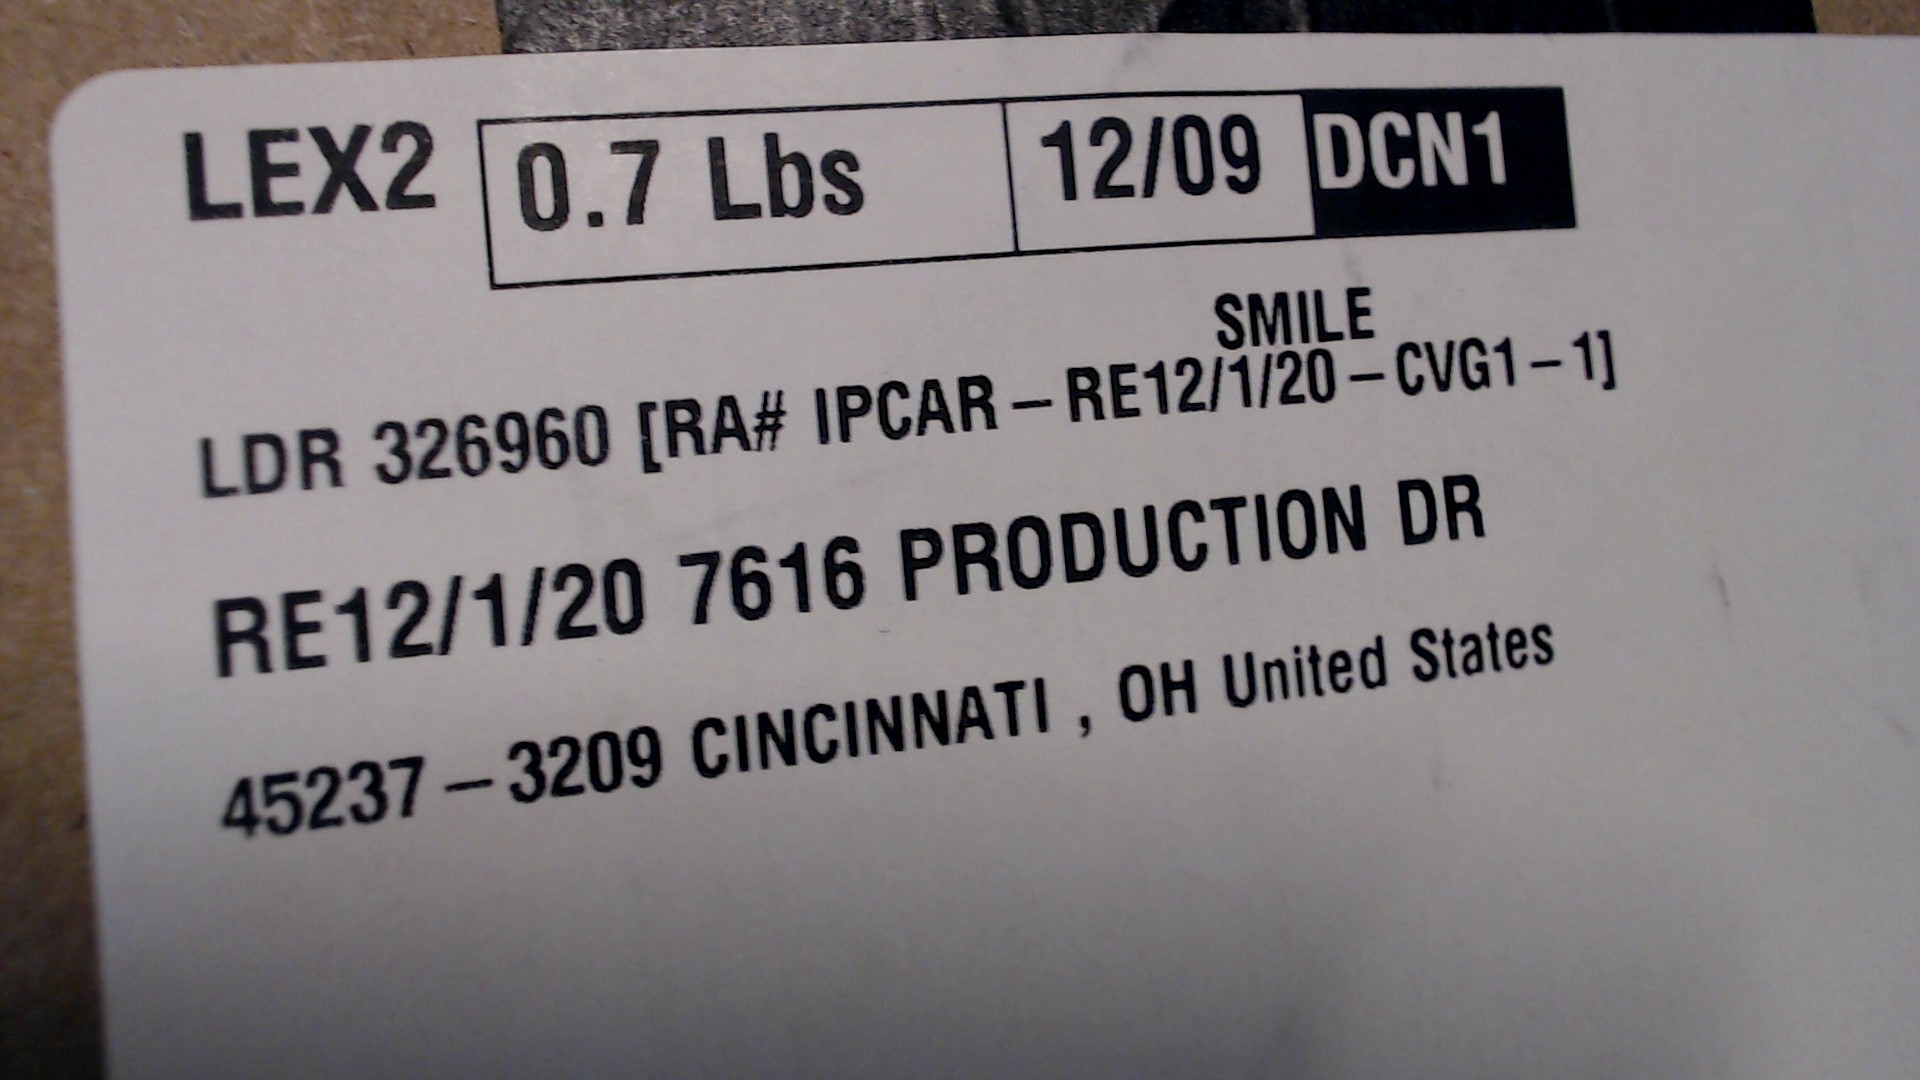 LEX2 0.7 Lbs 12/09 DCN1
SMILE
LDR 326960 [RA# IPCAR-RE12/1/20-CVG1-1]
RE12/1/20 7616 PRODUCTION DR
45237-3209 CINCINNATI , OH United States